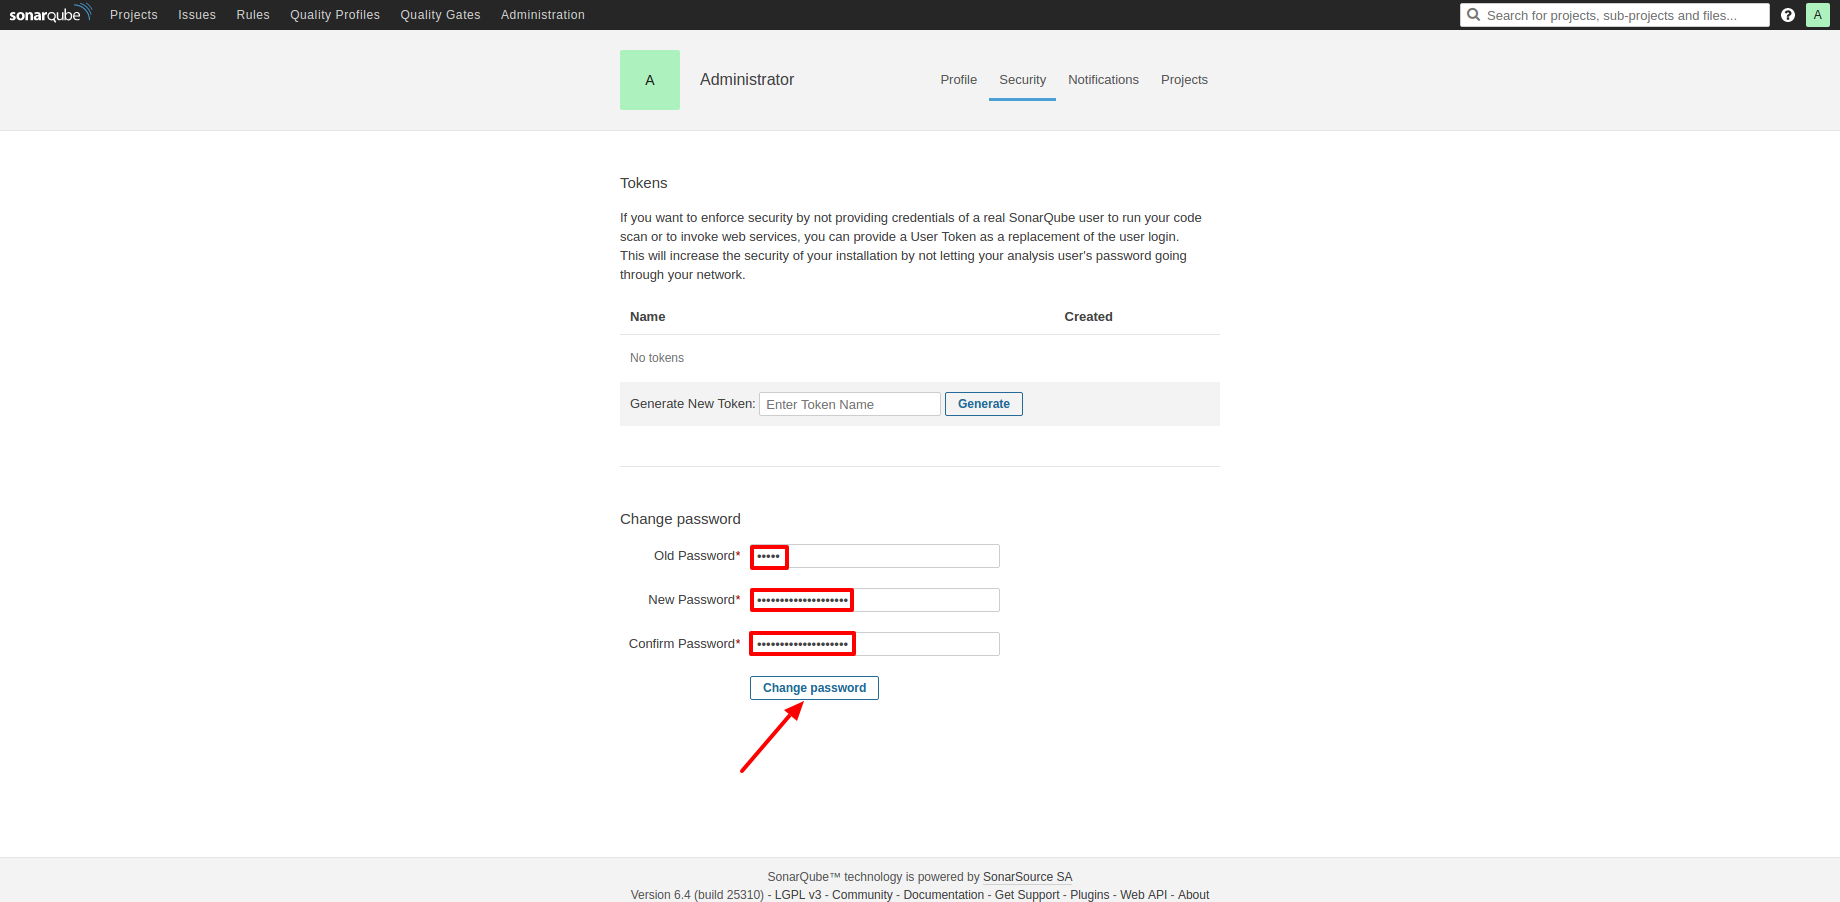 sonarqube Projects Issues Rules Quality Profiles Quality Gates Administration Search for projects, sub-projects and files... ? A
A Administrator Profile Security Notifications Projects
Tokens
If you want to enforce security by not providing credentials of a real SonarQube user to run your code
scan or to invoke web services, you can provide a User Token as a replacement of the user login.
This will increase the security of your installation by not letting your analysis user's password going
through your network.
Name Created
No tokens
Generate New Token: Enter Token Name Generate
Change password
Old Password* •••••
New Password* ••••••••••••••••••••
Confirm Password* ••••••••••••••••••••
Change password
SonarQube™ technology is powered by SonarSource SA
Version 6.4 (build 25310) - LGPL v3 - Community - Documentation - Get Support - Plugins - Web API - About